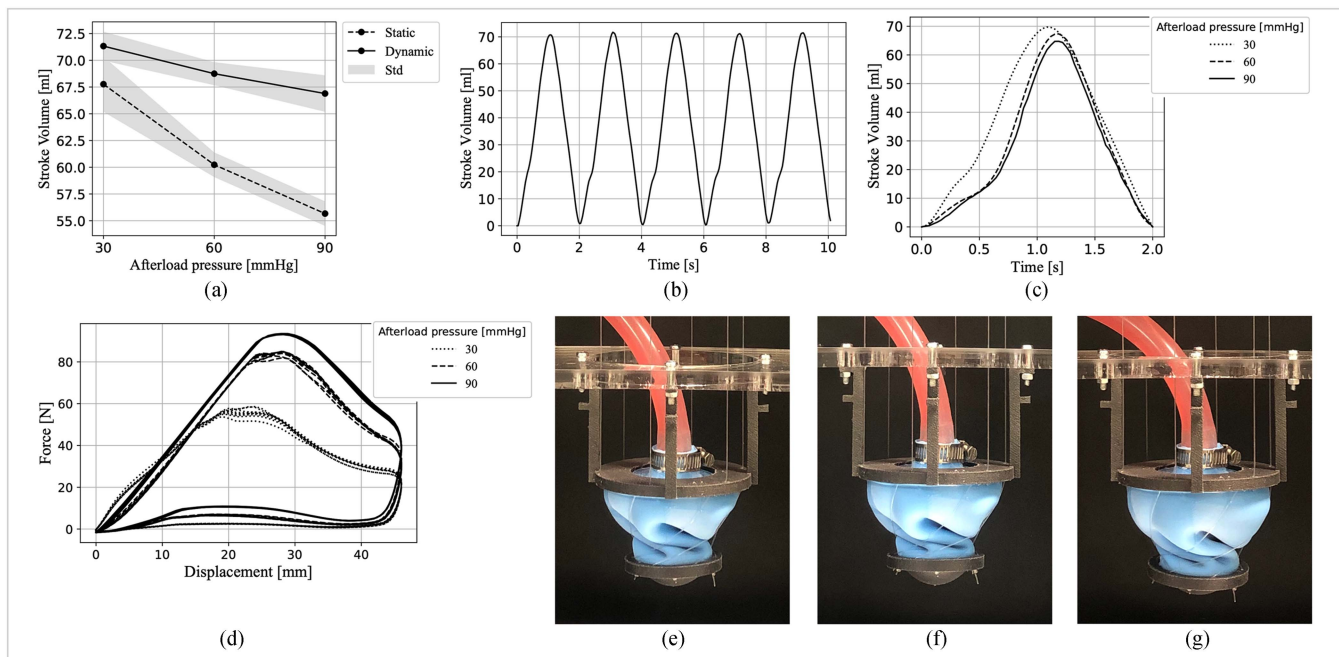 72.5
70.0
67.5
65.0
62.5
60.0
57.5
55.0
Stroke Volume [ml]
30 60 90
Afterload pressure [mmHg]
Static
Dynamic
Std
(a)
70
60
50
40
30
20
10
0
Stroke Volume [ml]
0 2 4 6 8 10
Time [s]
(b)
70
60
50
40
30
20
10
0
Stroke Volume [ml]
0.0 0.5 1.0 1.5 2.0
Time [s]
Afterload pressure [mmHg]
30
60
90
(c)
80
60
40
20
0
Force [N]
0 10 20 30 40
Displacement [mm]
Afterload pressure [mmHg]
30
60
90
(d)
(e)
(f)
(g)